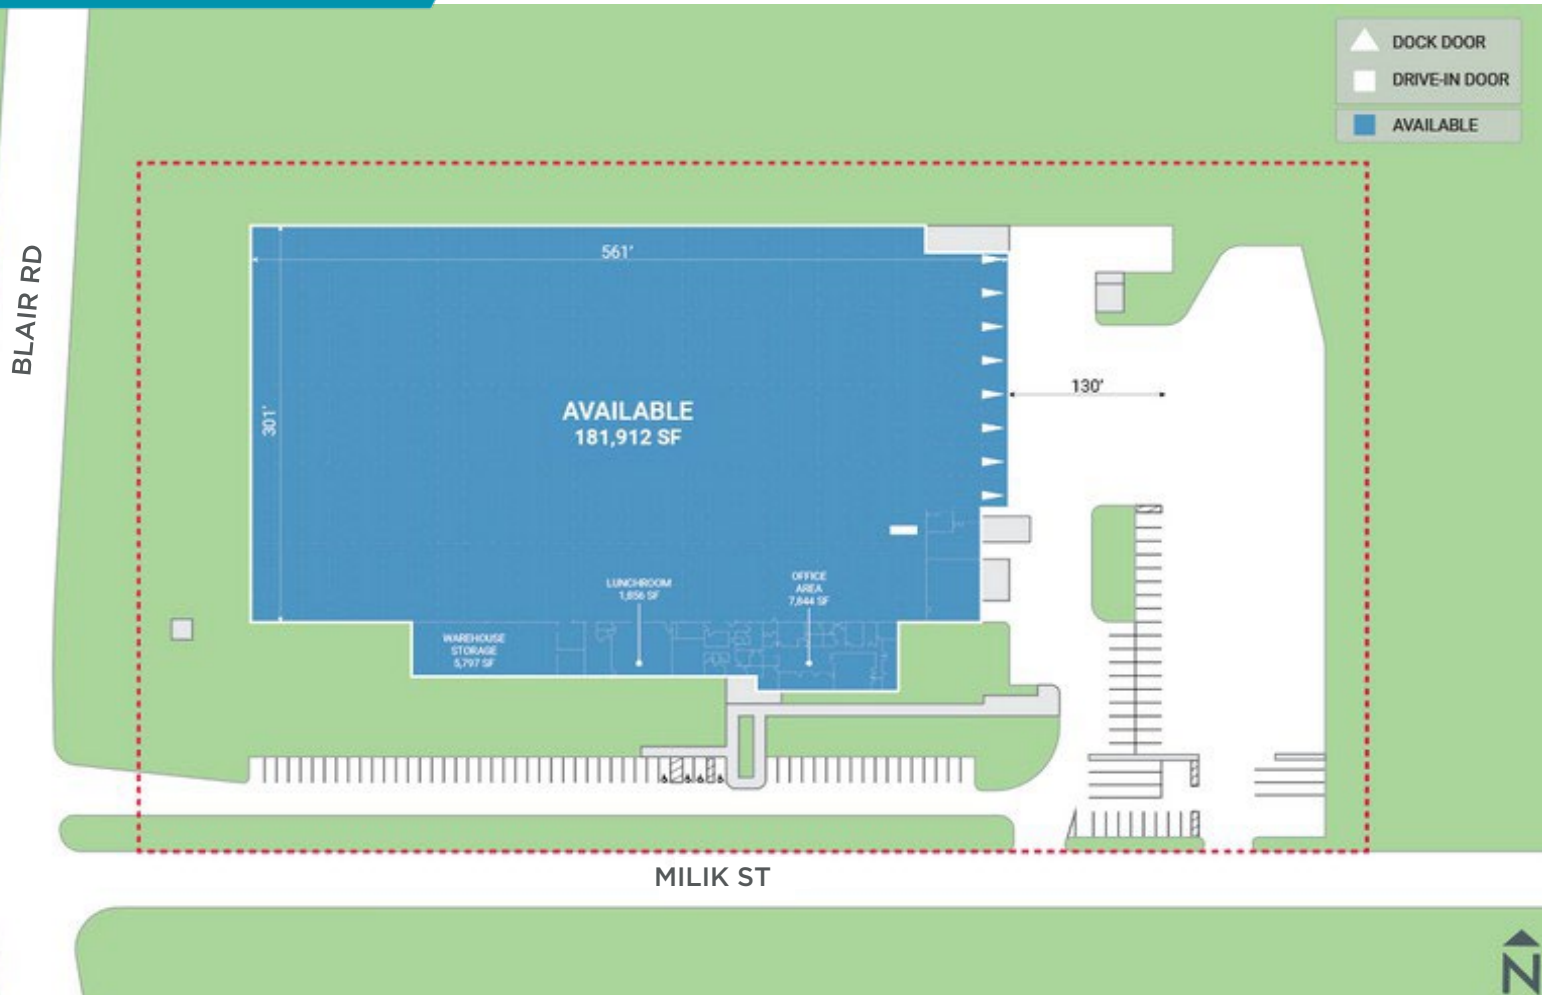 DOCK DOOR
DRIVE-IN DOOR
AVAILABLE
BLAIR RD
561'
301'
130'
AVAILABLE
181,912 SF
LUNCHROOM
1,856 SF
OFFICE
AREA
7,844 SF
WAREHOUSE
STORAGE
5,797 SF
MILIK ST
N